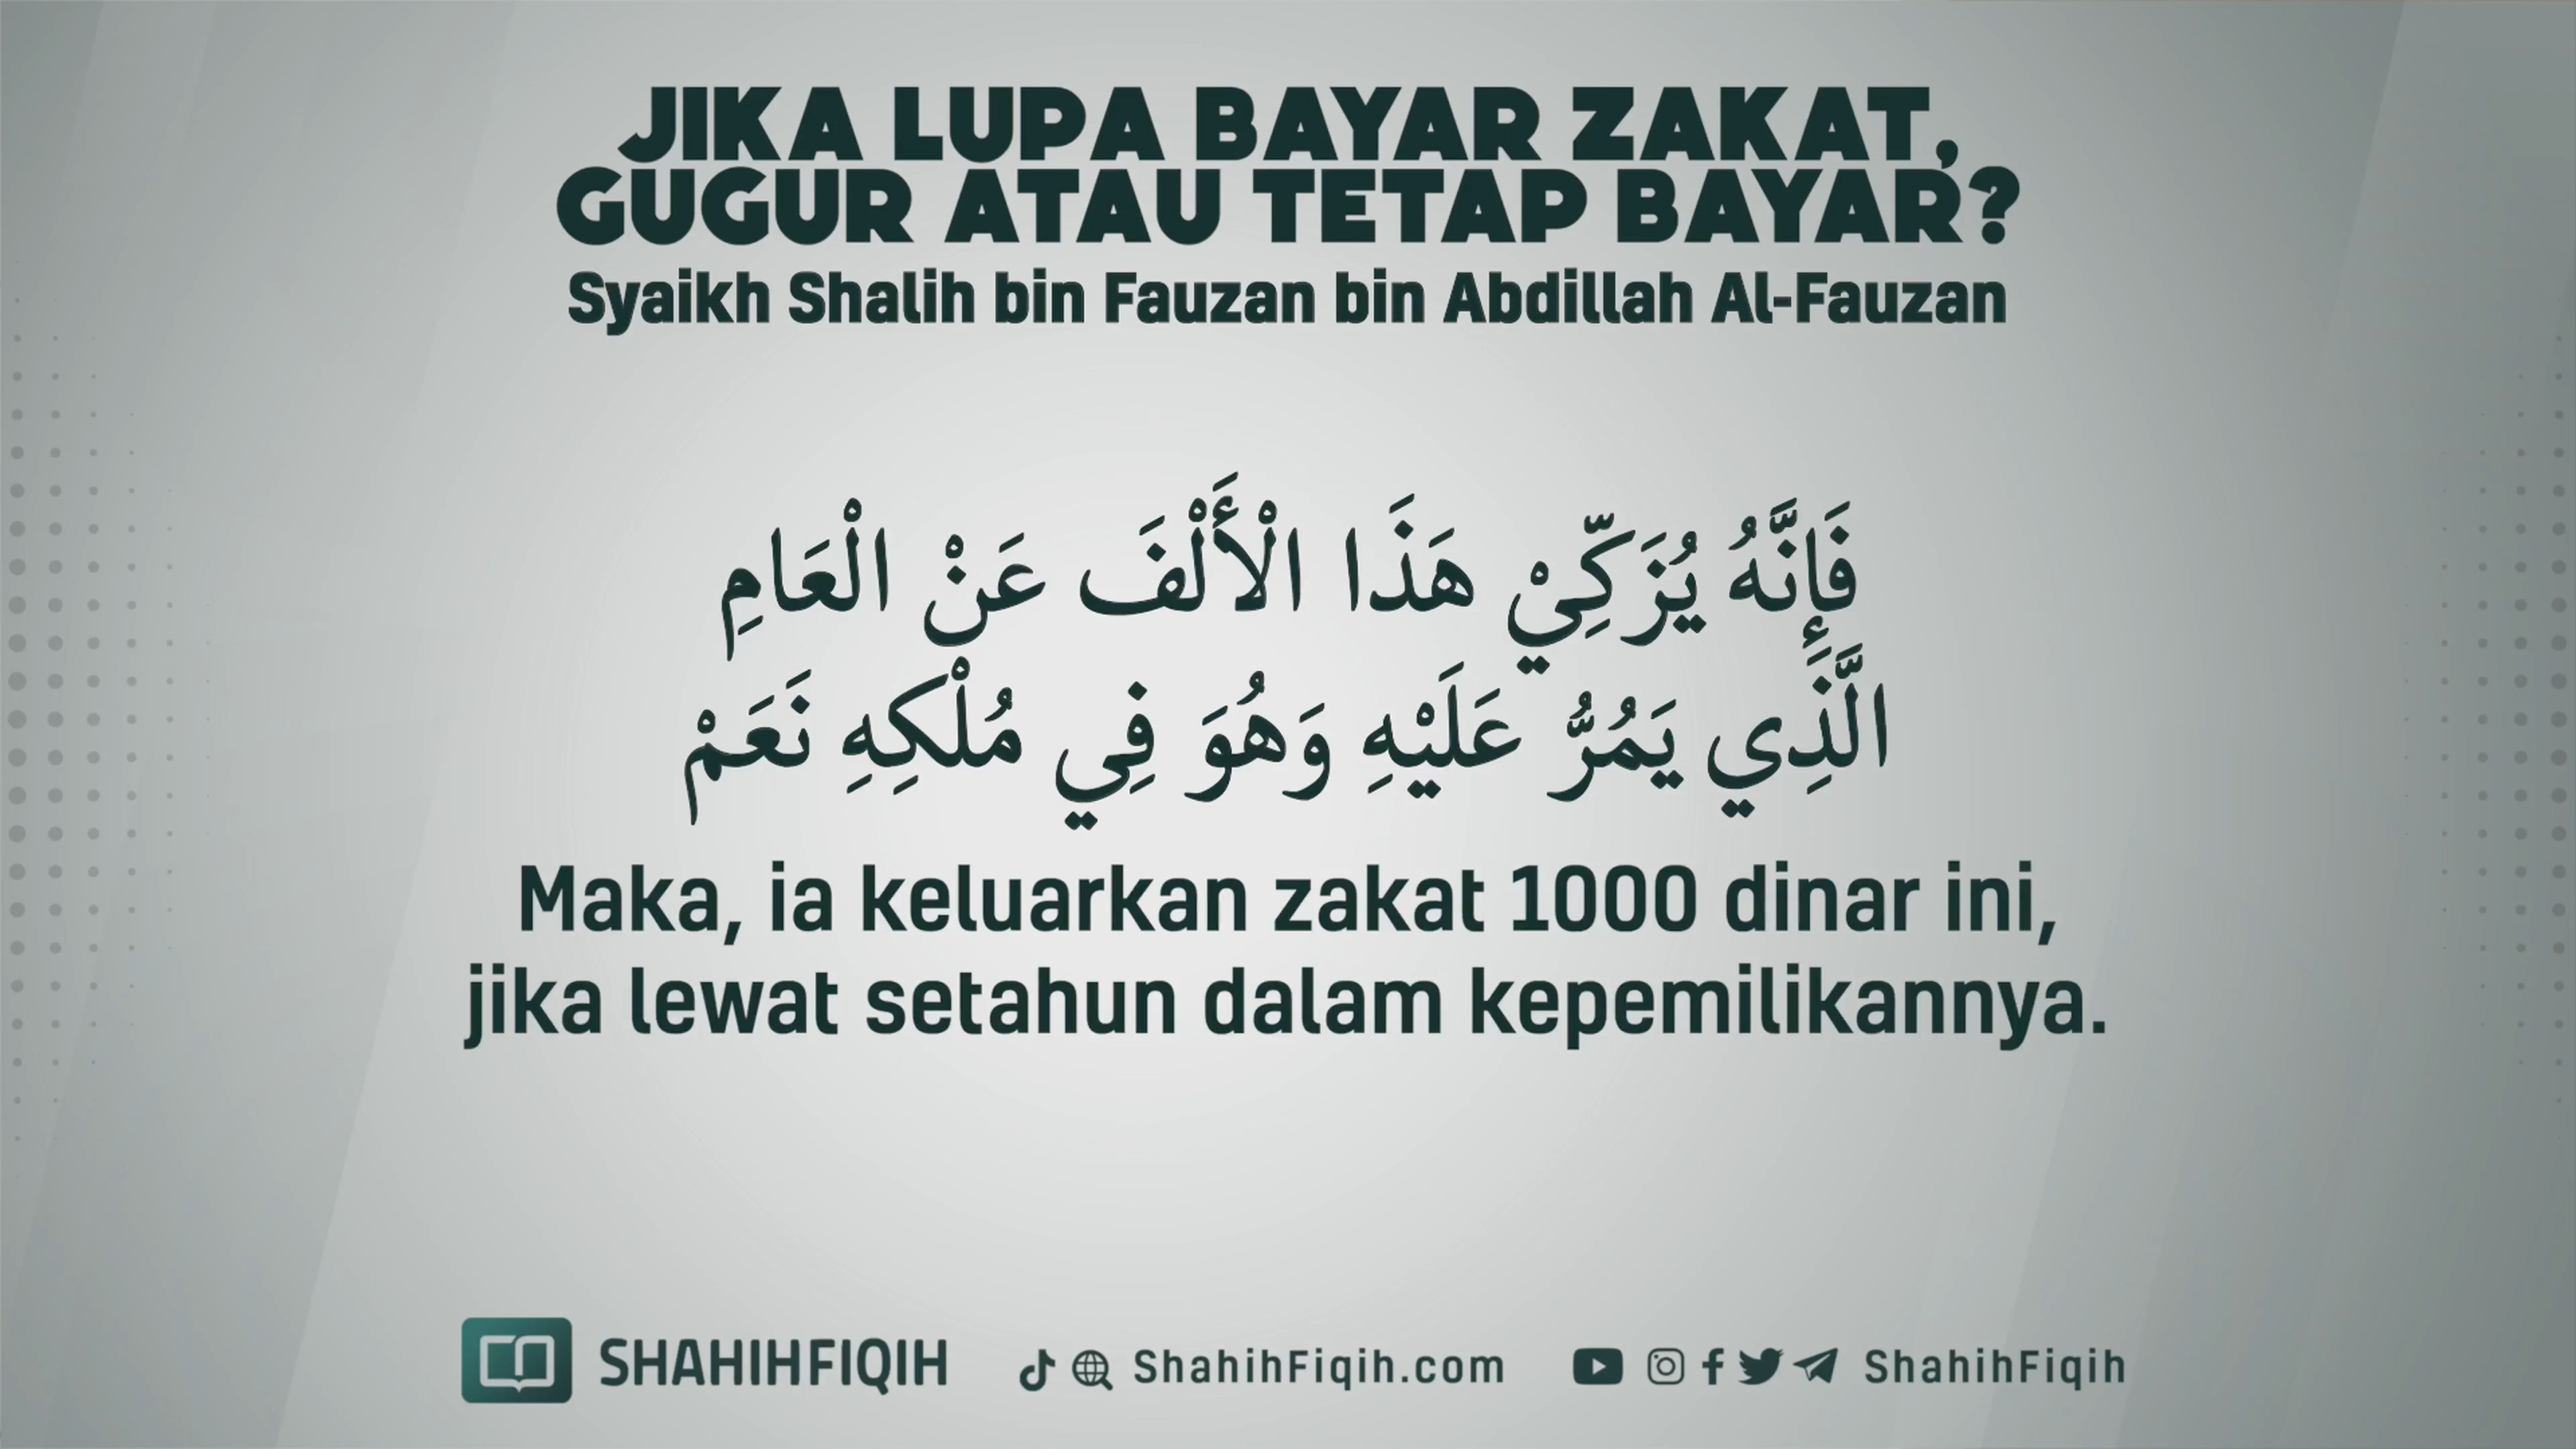 JIKA LUPA BAYAR ZAKAT,
GUGUR ATAU TETAP BAYAR?
Syaikh Shalih bin Fauzan bin Abdillah Al-Fauzan
فَإِنَّهُ يُزَكِّيْ هَذَا الْأَلْفَ عَنْ الْعَامِ
الَّذِي يَمُرُّ عَلَيْهِ وَهُوَ فِي مُلْكِهِ نَعَمْ
Maka, ia keluarkan zakat 1000 dinar ini,
jika lewat setahun dalam kepemilikannya.
SHAHIHFIQIH ShahihFiqih.com ShahihFiqih